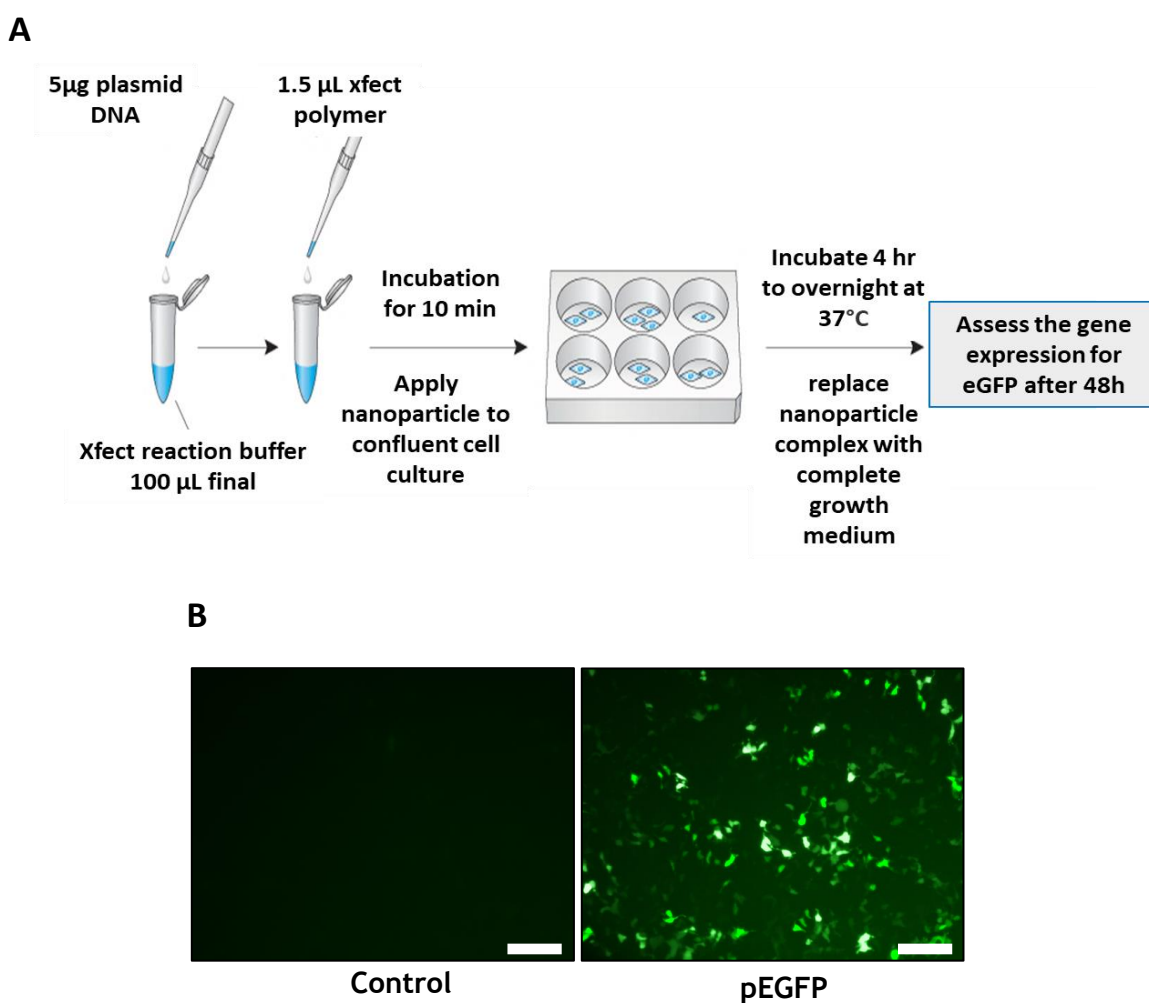 A
5µg plasmid
DNA
1.5 µL xfect
polymer
Xfect reaction buffer
100 µL final
Incubation
for 10 min
Apply
nanoparticle to
confluent cell
culture
Incubate 4 hr
to overnight at
37°C
replace
nanoparticle
complex with
complete
growth
medium
Assess the gene
expression for
eGFP after 48h
B
Control
pEGFP